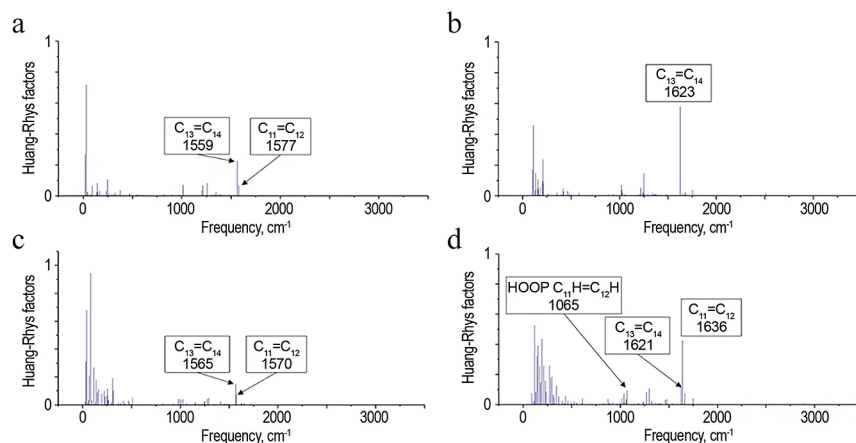 a
1
Huang-Rhys factors
0
C₁₃=C₁₄
1559
C₁₁=C₁₂
1577
0 1000 2000 3000
Frequency, cm⁻¹
b
1
Huang-Rhys factors
0
C₁₃=C₁₄
1623
0 1000 2000 3000
Frequency, cm⁻¹
c
1
Huang-Rhys factors
0
C₁₃=C₁₄
1565
C₁₁=C₁₂
1570
0 1000 2000 3000
Frequency, cm⁻¹
d
1
Huang-Rhys factors
0
HOOP C₁₁H=C₁₂H
1065
C₁₃=C₁₄
1621
C₁₁=C₁₂
1636
0 1000 2000 3000
Frequency, cm⁻¹